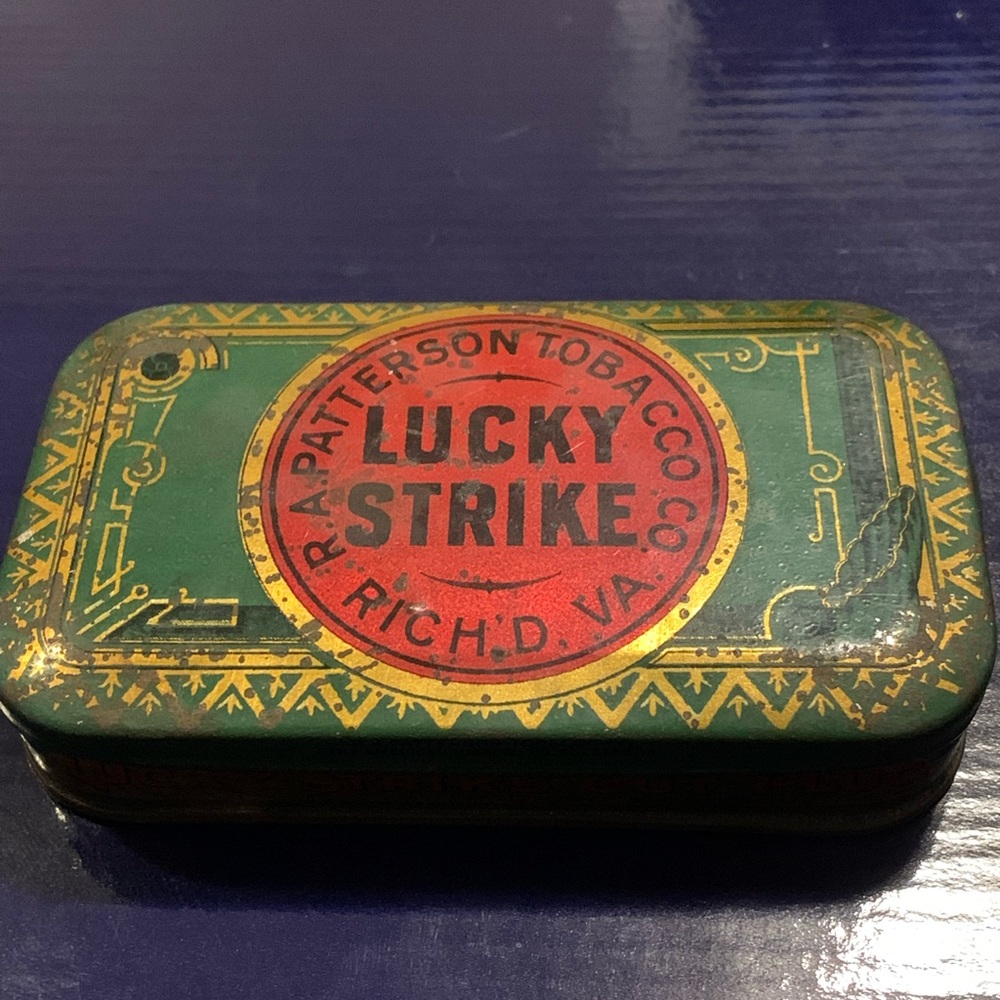 R.A. PATTERSON TOBACCO CO.
LUCKY
STRIKE
RICH'D. VA.